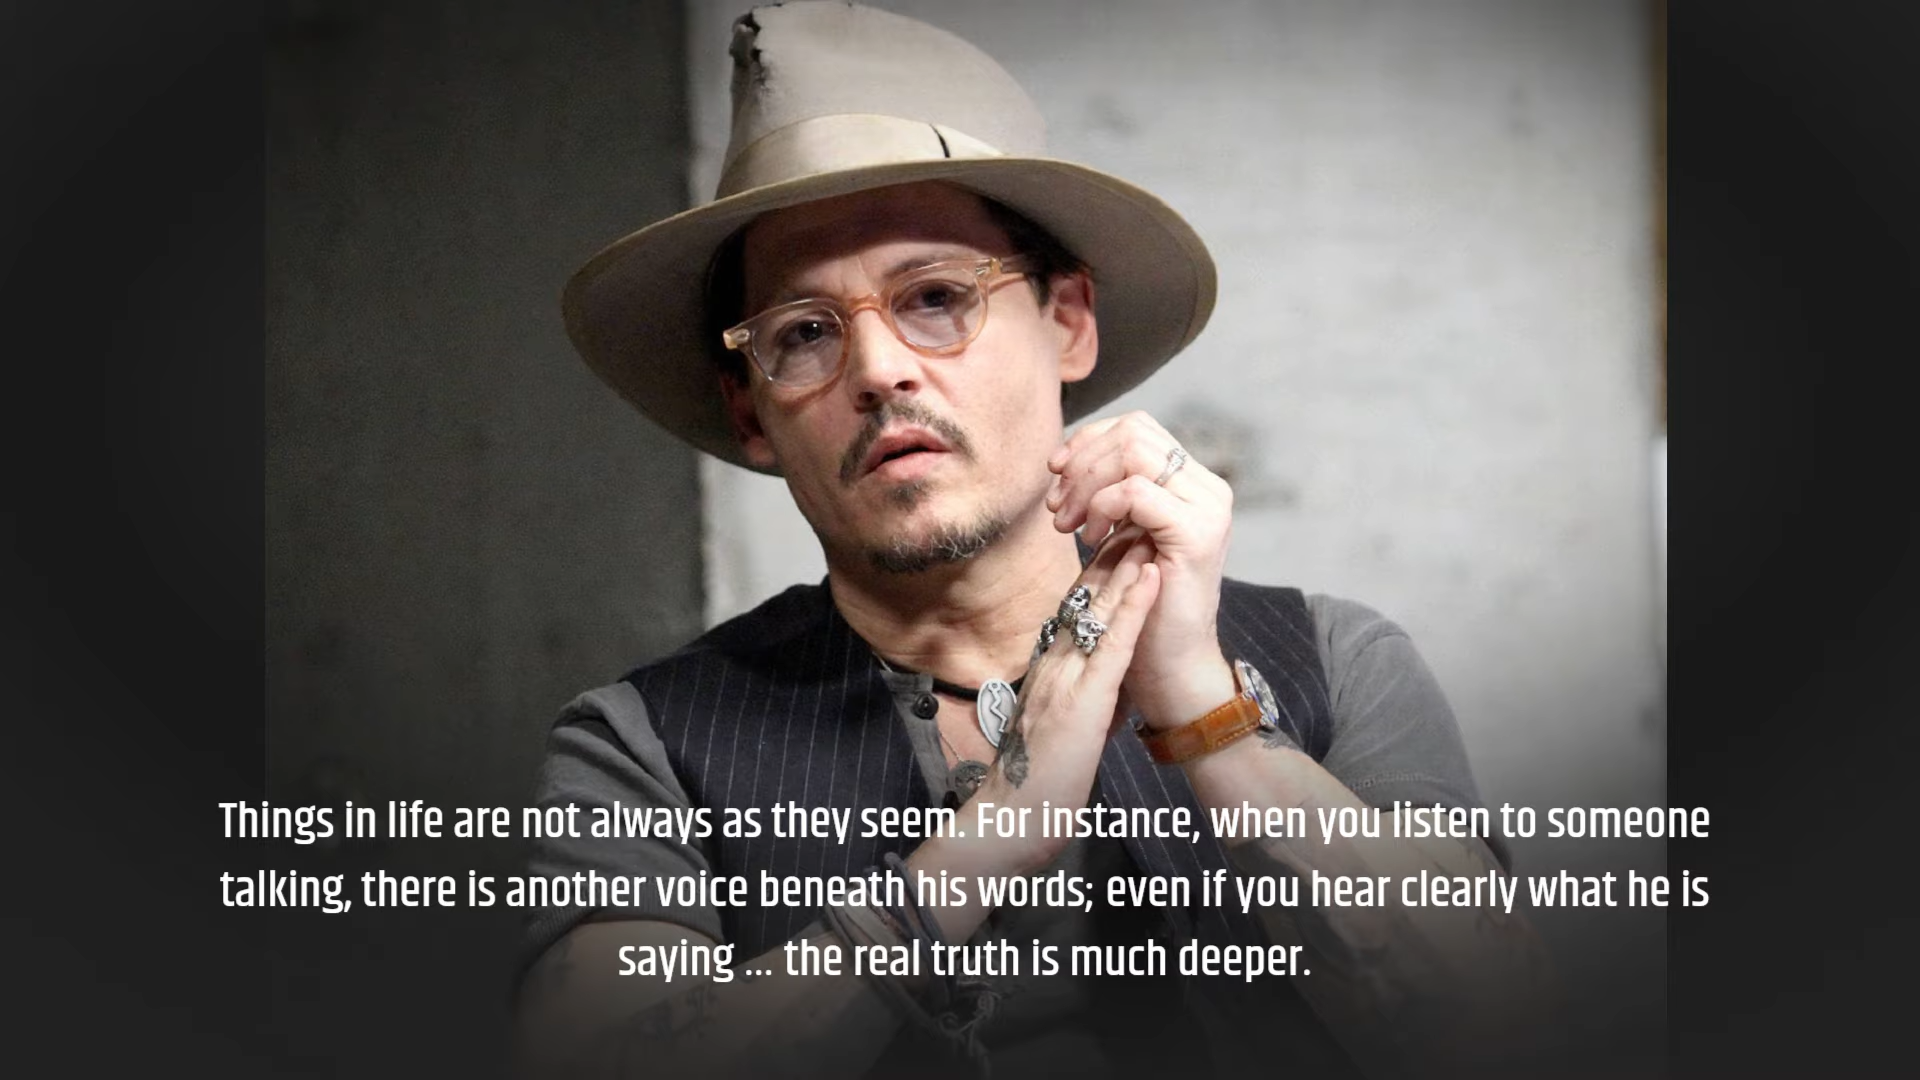 Things in life are not always as they seem. For instance, when you listen to someone
talking, there is another voice beneath his words; even if you hear clearly what he is
saying ... the real truth is much deeper.